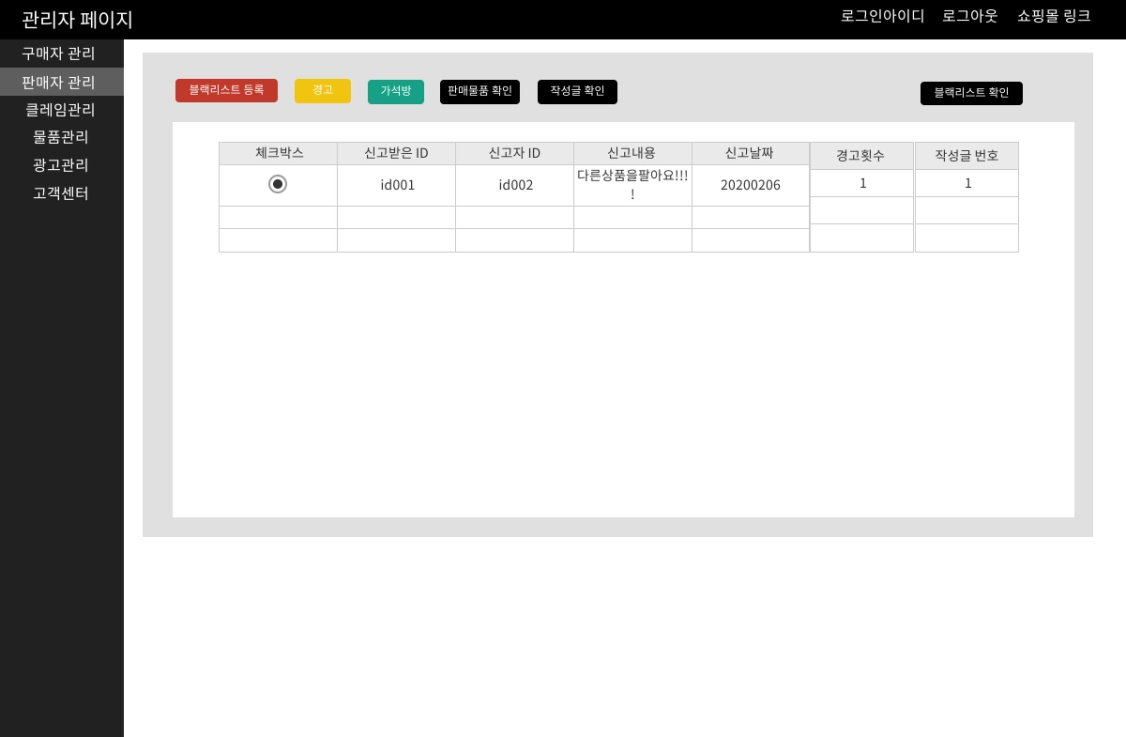 관리자 페이지
로그인아이디 로그아웃 쇼핑몰 링크
구매자 관리
판매자 관리
클레임관리
물품관리
광고관리
고객센터
블랙리스트 등록 경고 가석방 판매물품 확인 작성글 확인 블랙리스트 확인
체크박스 신고받은 ID 신고자 ID 신고내용 신고날짜 경고횟수 작성글 번호
id001 id002 다른상품을팔아요!!!
! 20200206 1 1